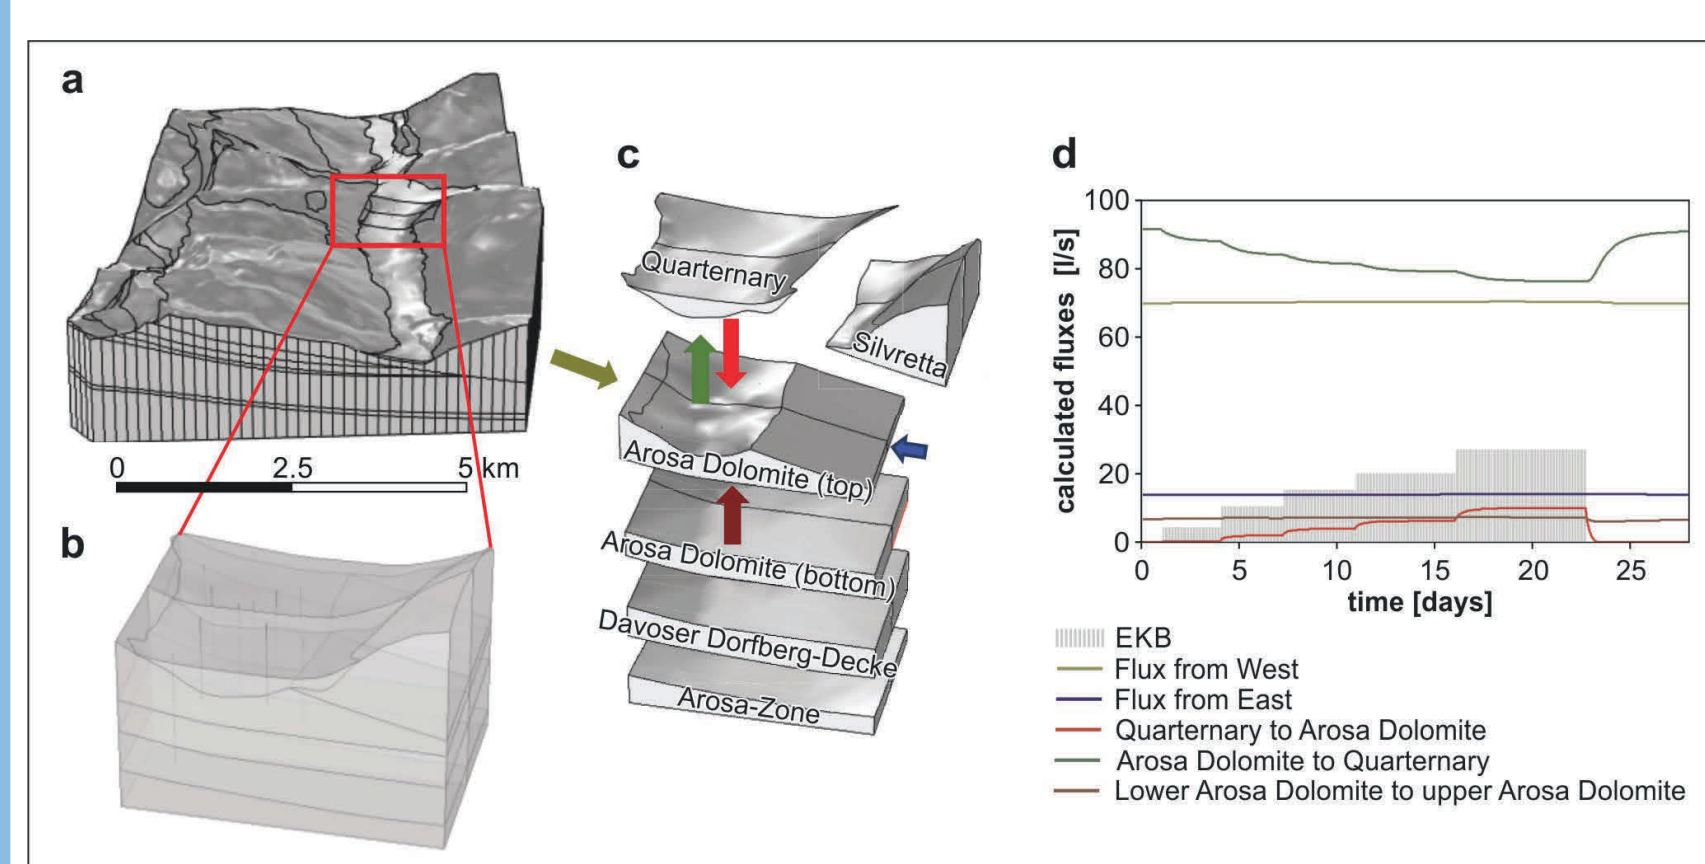 a
0 2.5 5 km
b
c
Quarternary
Silvretta
Arosa Dolomite (top)
Arosa Dolomite (bottom)
Davoser Dorfberg-Decke
Arosa-Zone
d
calculated fluxes [l/s]
100
80
60
40
20
0
0 5 10 15 20 25
time [days]
EKB
Flux from West
Flux from East
Quarternary to Arosa Dolomite
Arosa Dolomite to Quarternary
Lower Arosa Dolomite to upper Arosa Dolomite